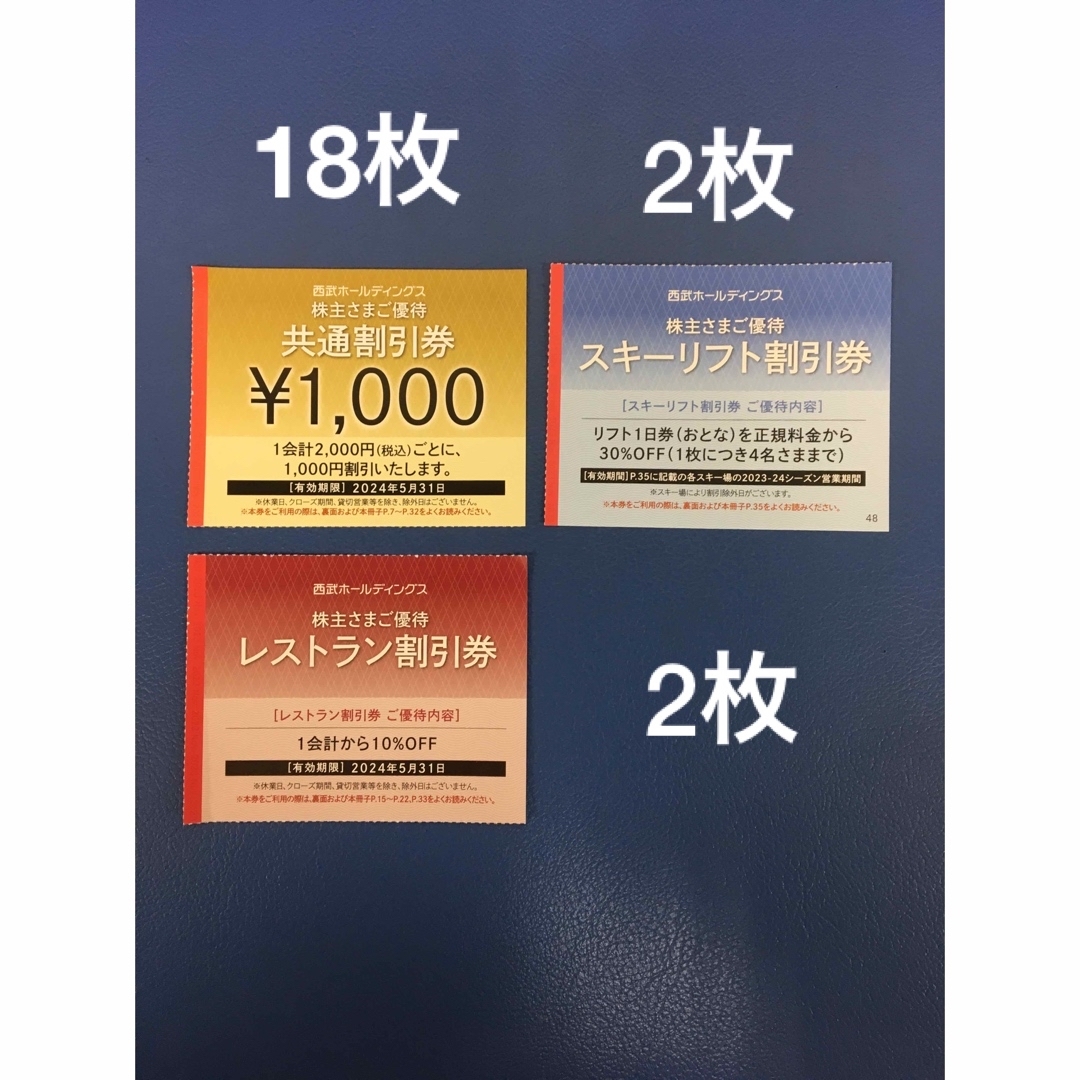 18枚
2枚
西武ホールディングス
株主さまご優待
共通割引券
¥1,000
1会計2,000円(税込)ごとに、
1,000円割引いたします。
[有効期限] 2024年5月31日
※休業日、クローズ期間、貸切営業等を除き、除外日はございません。
※本券をご利用の際は、裏面および本冊子P.7〜P.32をよくお読みください。
西武ホールディングス
株主さまご優待
スキーリフト割引券
[スキーリフト割引券 ご優待内容]
リフト1日券(おとな)を正規料金から
30%OFF(1枚につき4名さままで)
[有効期間]P.35に記載の各スキー場の2023-24シーズン営業期間
※スキー場により割引除外日がございます。
※本券をご利用の際は、裏面および本冊子P.35をよくお読みください。
48
西武ホールディングス
株主さまご優待
レストラン割引券
[レストラン割引券 ご優待内容]
1会計から10%OFF
[有効期限] 2024年5月31日
※休業日、クローズ期間、貸切営業等を除き、除外日はございません。
※本券をご利用の際は、裏面および本冊子P.15〜P.22、P.33をよくお読みください。
2枚